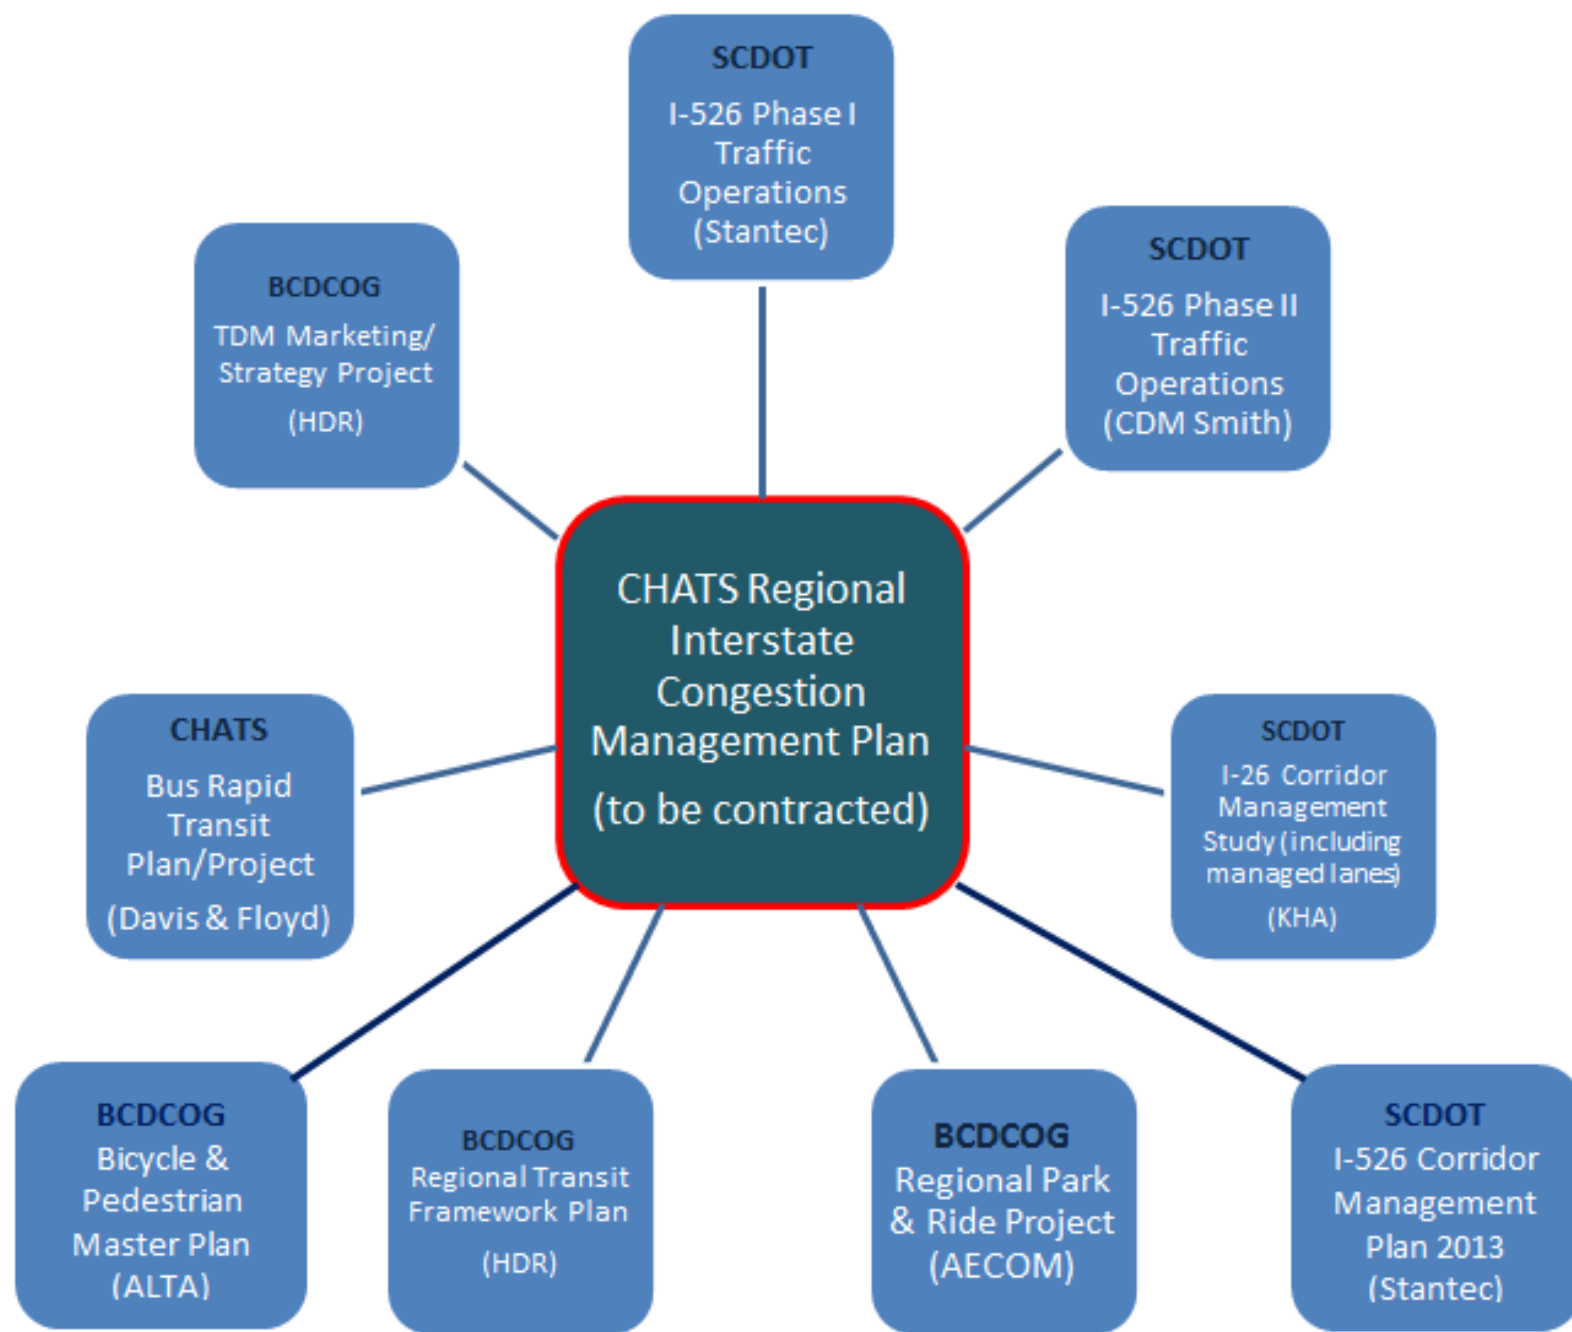 SCDOT
I-526 Phase I
Traffic
Operations
(Stantec)
SCDOT
I-526 Phase II
Traffic
Operations
(CDM Smith)
BCDCOG
TDM Marketing/
Strategy Project
(HDR)
CHATS Regional
Interstate
Congestion
Management Plan
(to be contracted)
CHATS
Bus Rapid
Transit
Plan/Project
(Davis & Floyd)
SCDOT
I-26 Corridor
Management
Study (including
managed lanes)
(KHA)
BCDCOG
Bicycle &
Pedestrian
Master Plan
(ALTA)
BCDCOG
Regional Transit
Framework Plan
(HDR)
BCDCOG
Regional Park
& Ride Project
(AECOM)
SCDOT
I-526 Corridor
Management
Plan 2013
(Stantec)